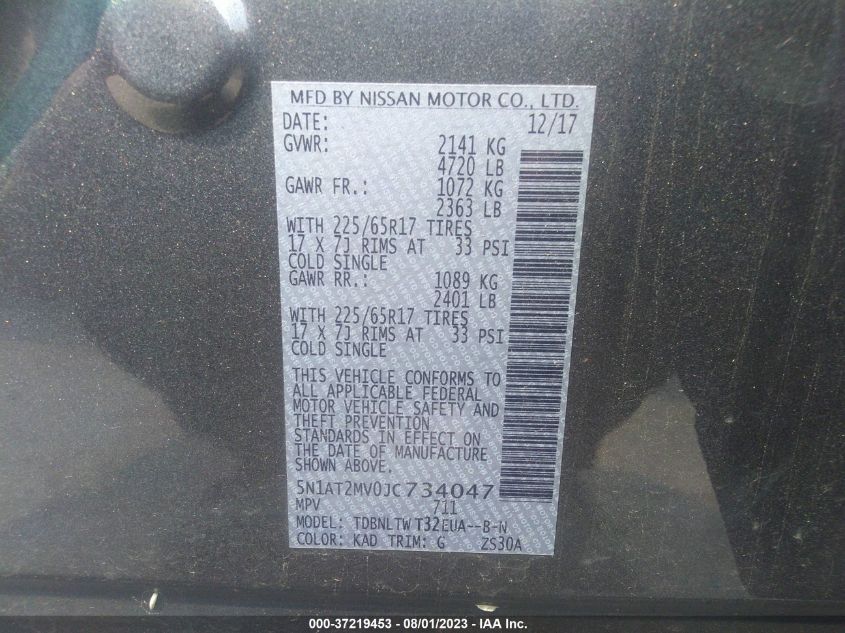 MFD BY NISSAN MOTOR CO., LTD.
DATE: 12/17
GVWR: 2141 KG
4720 LB
GAWR FR.: 1072 KG
2363 LB
WITH 225/65R17 TIRES
17 X 7J RIMS AT 33 PSI
COLD SINGLE
GAWR RR.: 1089 KG
2401 LB
WITH 225/65R17 TIRES
17 X 7J RIMS AT 33 PSI
COLD SINGLE
THIS VEHICLE CONFORMS TO
ALL APPLICABLE FEDERAL
MOTOR VEHICLE SAFETY AND
THEFT PREVENTION
STANDARDS IN EFFECT ON
THE DATE OF MANUFACTURE
SHOWN ABOVE.
5N1AT2MV0JC734047
MPV 711
MODEL: TDBNLTW T32EUA--B-N
COLOR: KAD TRIM: G ZS30A
000-37219453 - 08/01/2023 - IAA Inc.